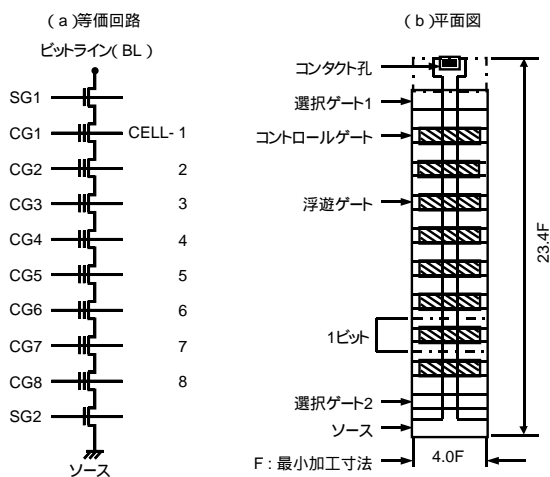 (a)等価回路
ビットライン(BL)
SG1
CG1
CELL- 1
CG2
2
CG3
3
CG4
4
CG5
5
CG6
6
CG7
7
CG8
8
SG2
ソース
(b)平面図
コンタクト孔
選択ゲート1
コントロールゲート
浮遊ゲート
1ビット
選択ゲート2
ソース
F:最小加工寸法
4.0F
23.4F